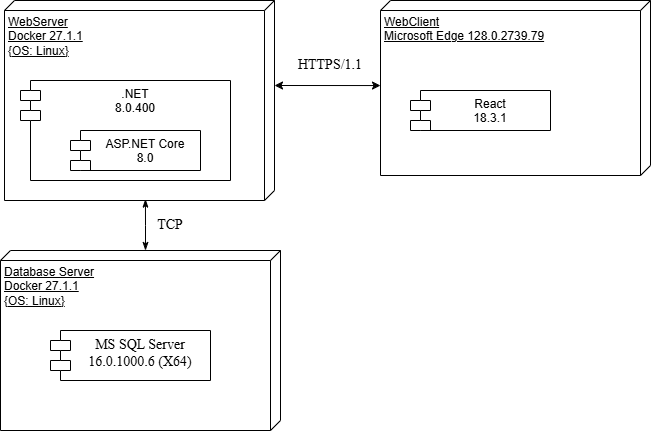 WebServer
Docker 27.1.1
{OS: Linux}
.NET
8.0.400
ASP.NET Core
8.0
HTTPS/1.1
WebClient
Microsoft Edge 128.0.2739.79
React
18.3.1
TCP
Database Server
Docker 27.1.1
{OS: Linux}
MS SQL Server
16.0.1000.6 (X64)